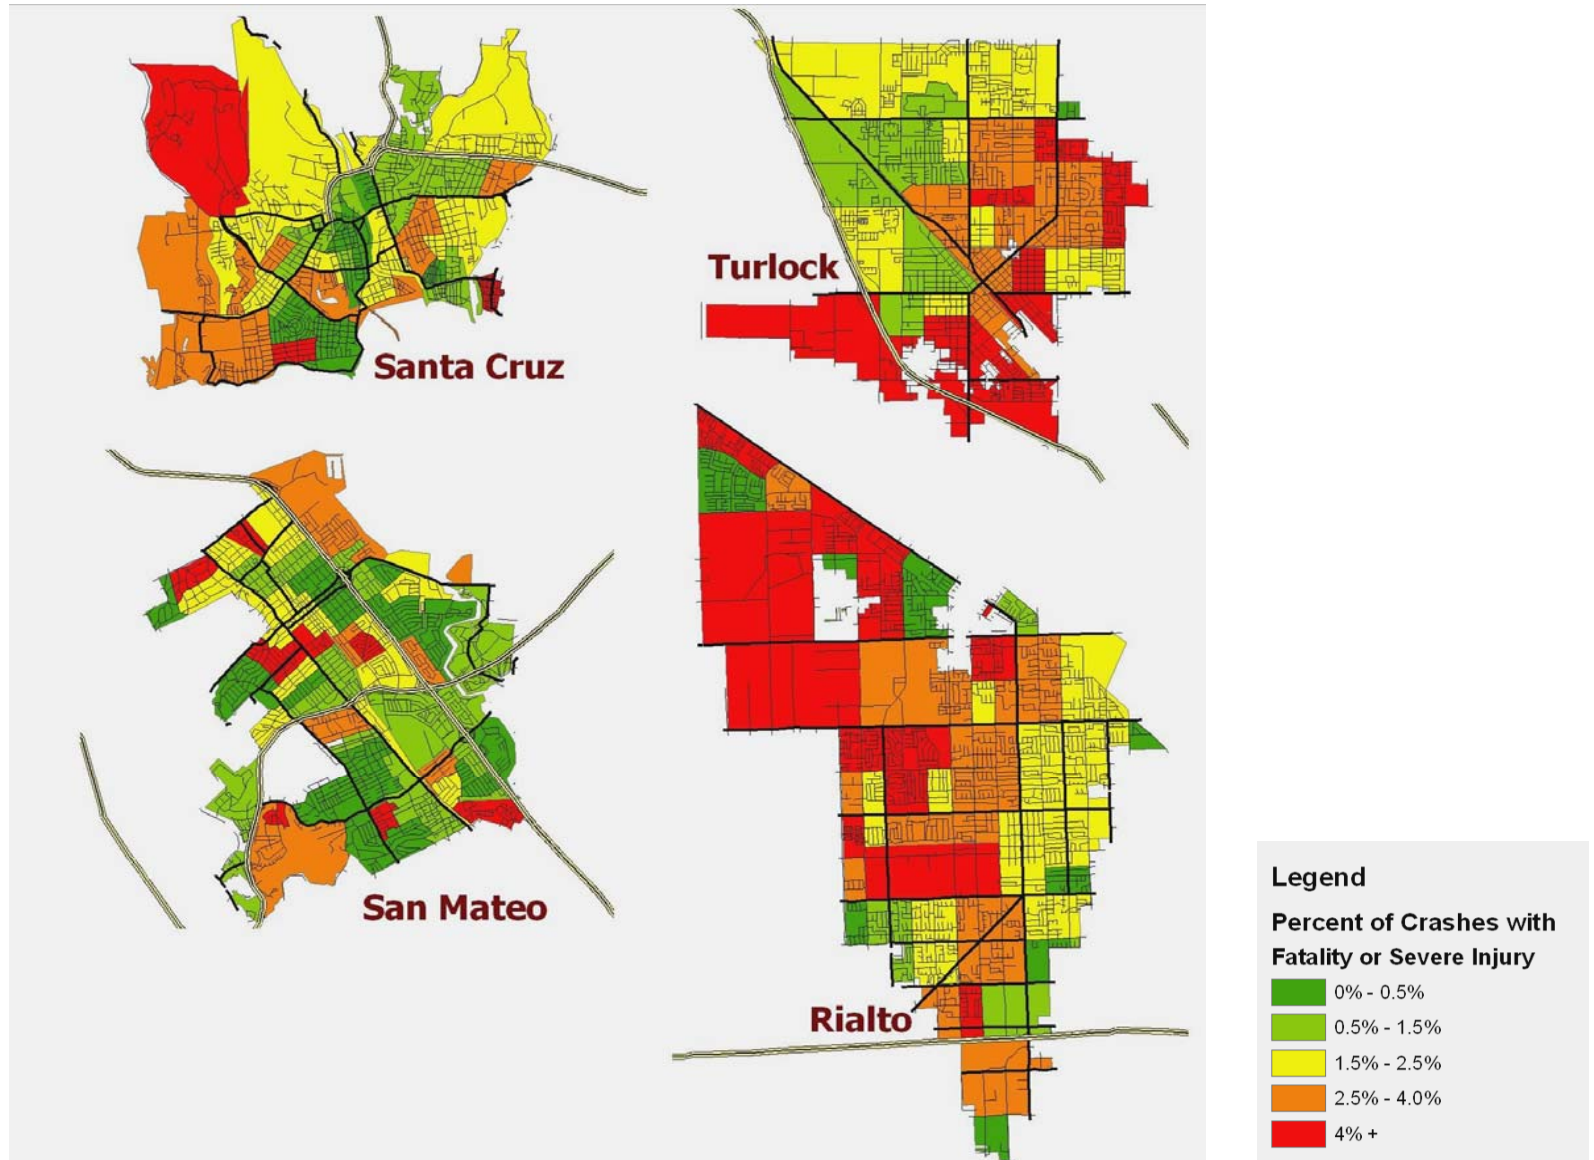 Santa Cruz
Turlock
San Mateo
Rialto
Legend
Percent of Crashes with
Fatality or Severe Injury
0% - 0.5%
0.5% - 1.5%
1.5% - 2.5%
2.5% - 4.0%
4% +